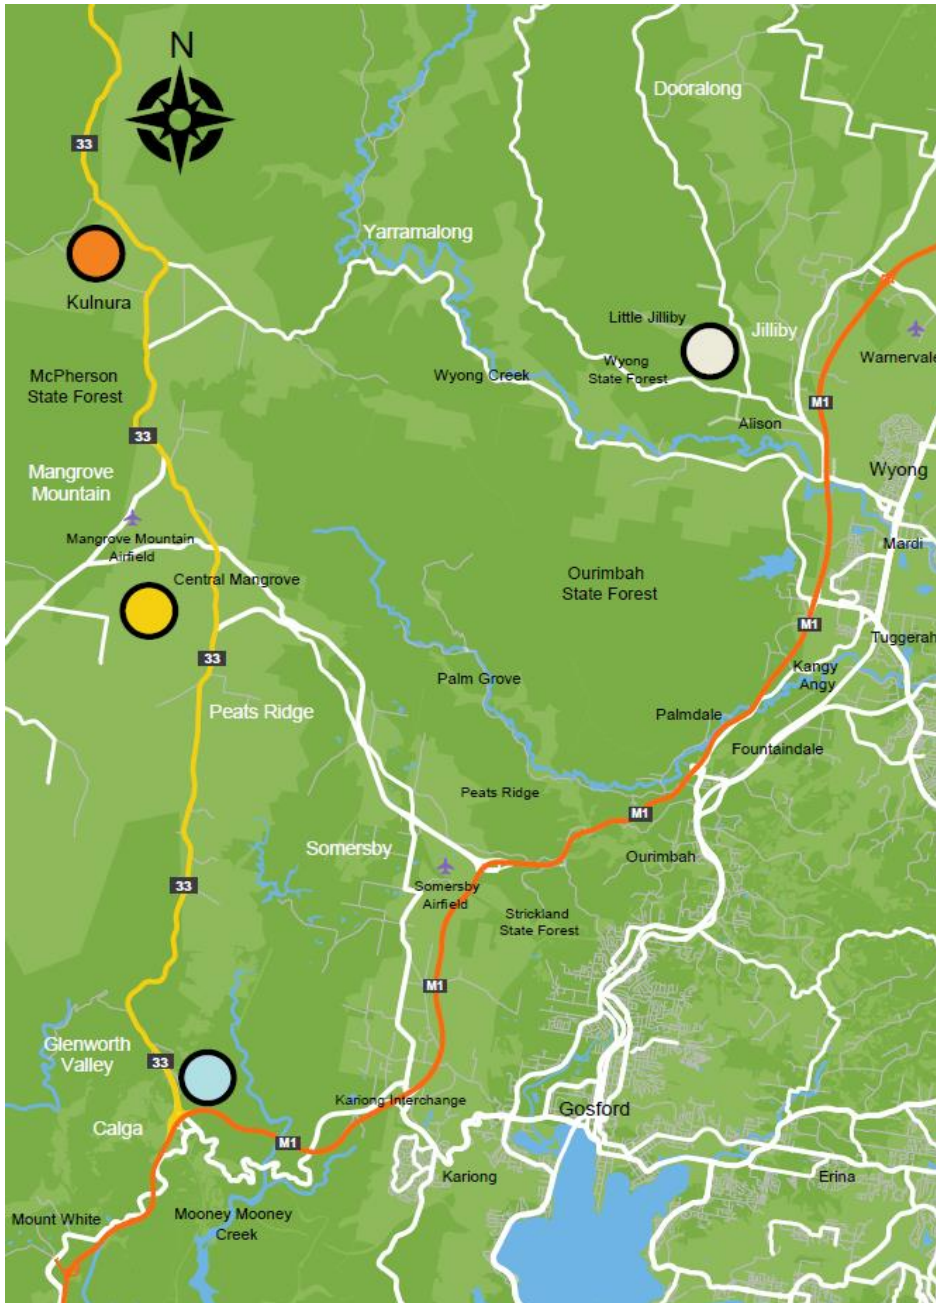 N
Dooralong
33
Yarramalong
Kulnura
Little Jilliby
Jilliby
Wyong
State Forest
Warnervale
McPherson
State Forest
Wyong Creek
M1
Alison
33
Mangrove
Mountain
Wyong
Mangrove Mountain
Airfield
Mardi
Central Mangrove
Ourimbah
State Forest
M1
Tuggerah
33
Kangy
Angy
Palm Grove
Peats Ridge
Palmdale
Fountaindale
Peats Ridge
M1
Somersby
Ourimbah
33
Somersby
Airfield
Strickland
State Forest
M1
Glenworth
Valley
33
Kariong Interchange
Gosford
Calga
M1
Kariong
Erina
Mount White
Mooney Mooney
Creek